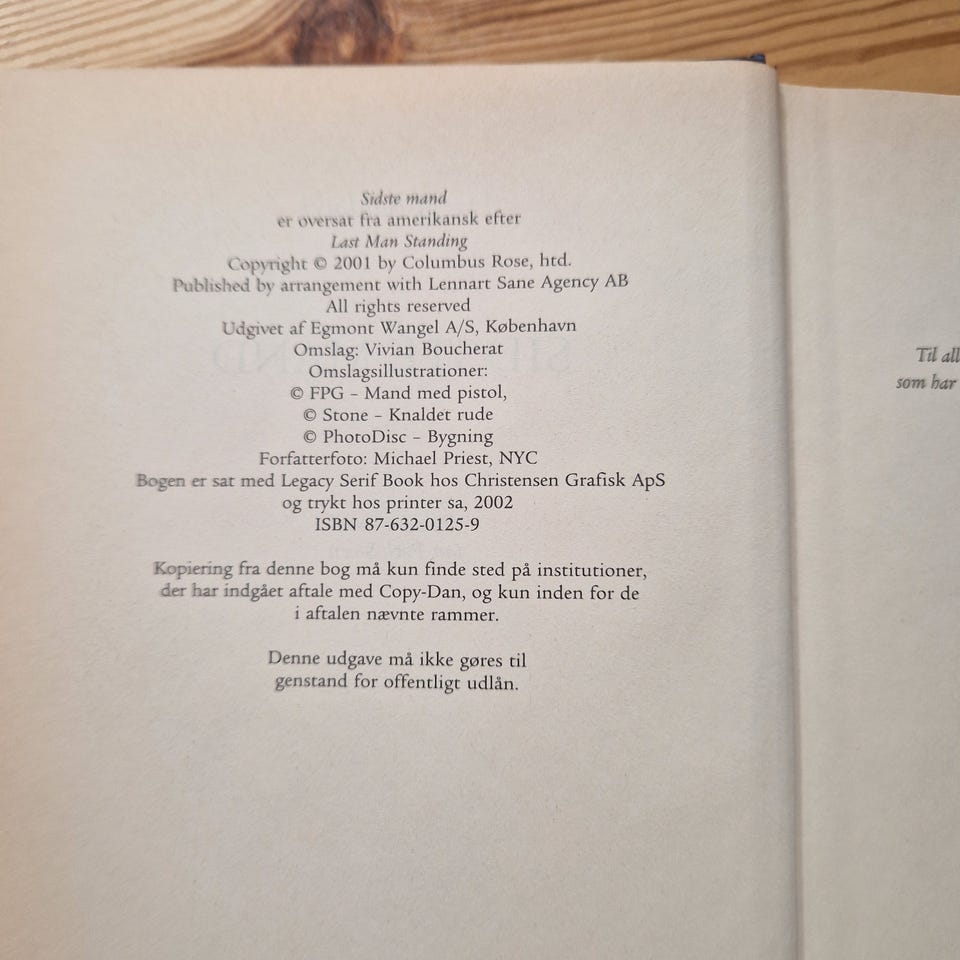 Sidste mand
er oversat fra amerikansk efter
Last Man Standing
Copyright © 2001 by Columbus Rose, htd.
Published by arrangement with Lennart Sane Agency AB
All rights reserved
Udgivet af Egmont Wangel A/S, København
Omslag: Vivian Boucherat
Omslagsillustrationer:
© FPG – Mand med pistol,
© Stone – Knaldet rude
© PhotoDisc – Bygning
Forfatterfoto: Michael Priest, NYC
Bogen er sat med Legacy Serif Book hos Christensen Grafisk ApS
og trykt hos printer sa, 2002
ISBN 87-632-0125-9
Kopiering fra denne bog må kun finde sted på institutioner,
der har indgået aftale med Copy-Dan, og kun inden for de
i aftalen nævnte rammer.
Denne udgave må ikke gøres til
genstand for offentligt udlån.
Til all
som har